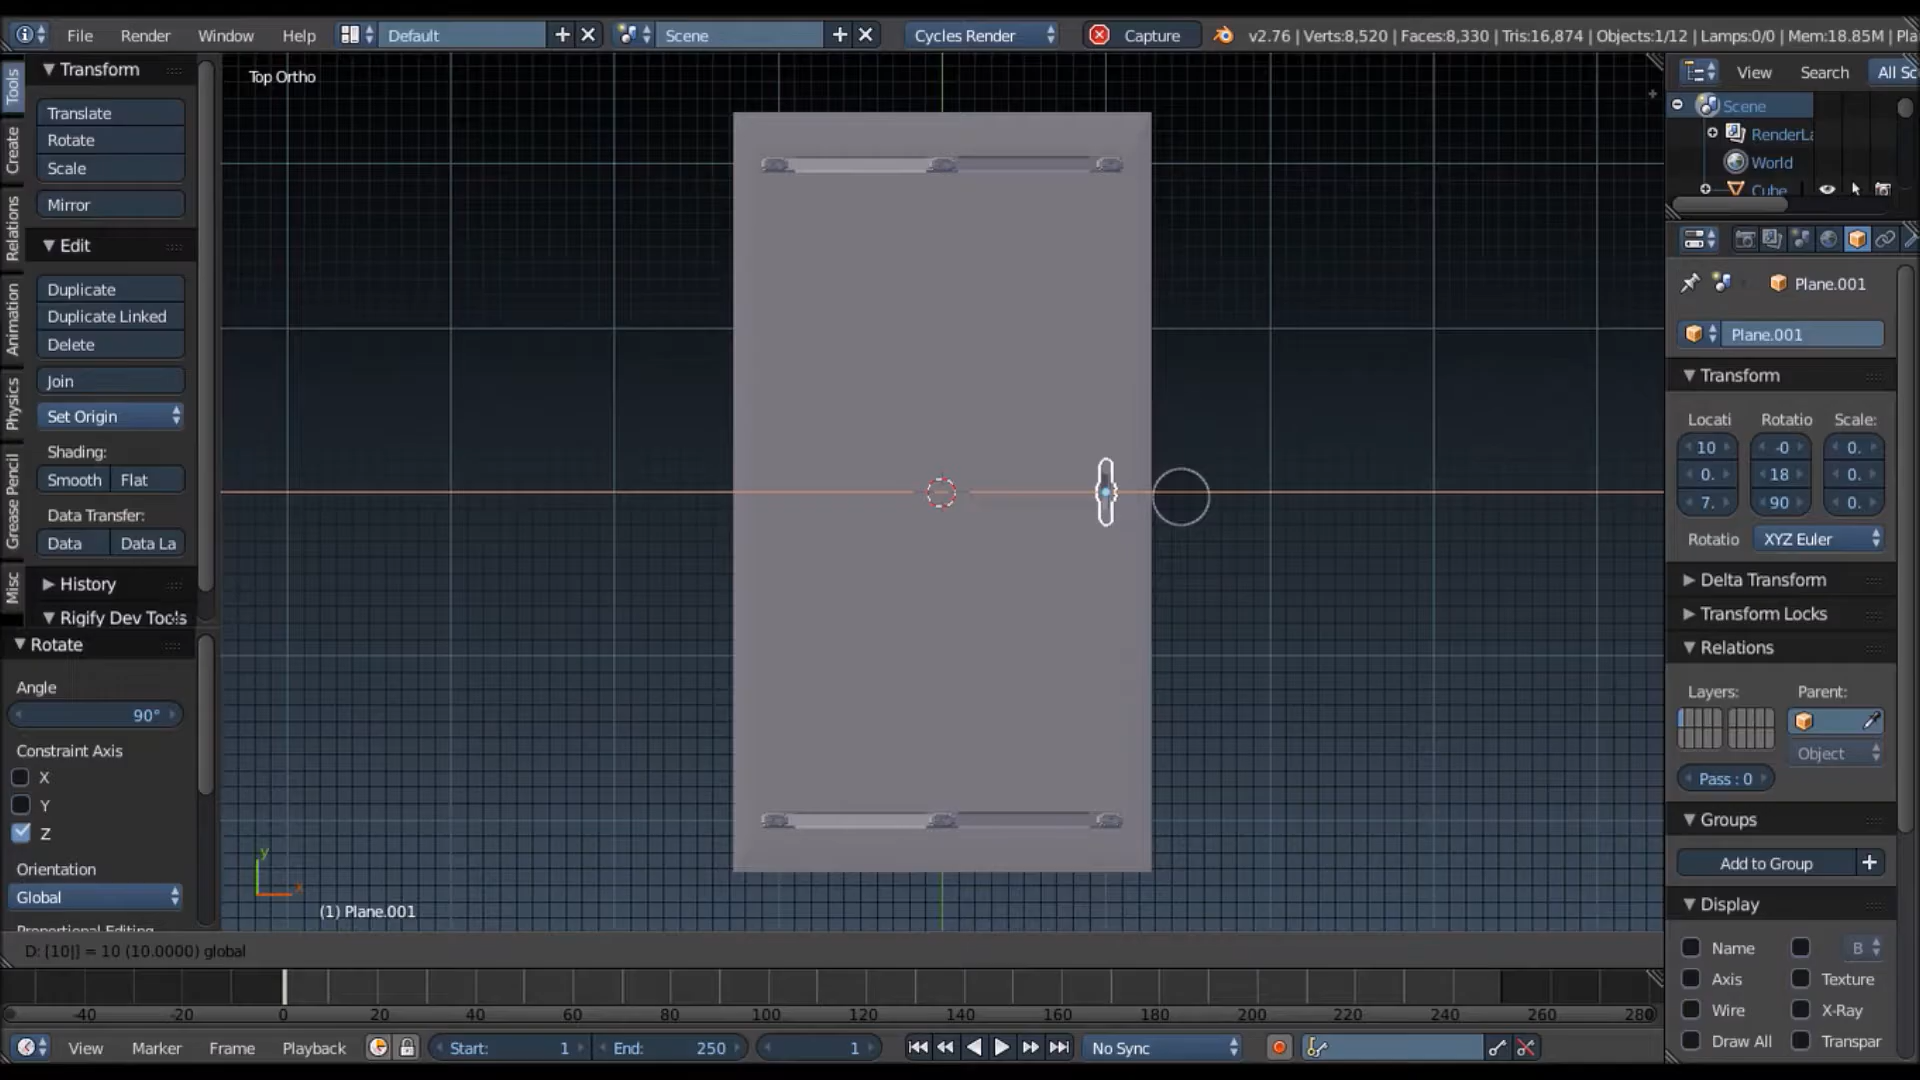 File Render Window Help Default Scene Cycles Render Capture v2.76 | Verts:8,520 | Faces:8,330 | Tris:16,874 | Objects:1/12 | Lamps:0/0 | Mem:18.85M | Pla
Tools
Create
Relations
Animation
Physics
Grease Pencil
Misc
Transform
Translate
Rotate
Scale
Mirror
Edit
Duplicate
Duplicate Linked
Delete
Join
Set Origin
Shading:
Smooth Flat
Data Transfer:
Data Data La
History
Rigify Dev Tools
Rotate
Angle
90°
Constraint Axis
X
Y
Z
Orientation
Global
Proportional Editing
Top Ortho
y
x
(1) Plane.001
D: [10|] = 10 (10.0000) global
View Search All Sc
Scene
RenderLa
World
Cube
Plane.001
Plane.001
Transform
Locati Rotatio Scale:
10 -0 0.
0. 18 0.
7. 90 0.
Rotatio XYZ Euler
Delta Transform
Transform Locks
Relations
Layers: Parent:
Object
Pass : 0
Groups
Add to Group
Display
Name B
Axis Texture
Wire X-Ray
Draw All Transpar
-40 -20 0 20 40 60 80 100 120 140 160 180 200 220 240 260 280
View Marker Frame Playback Start: 1 End: 250 1 No Sync